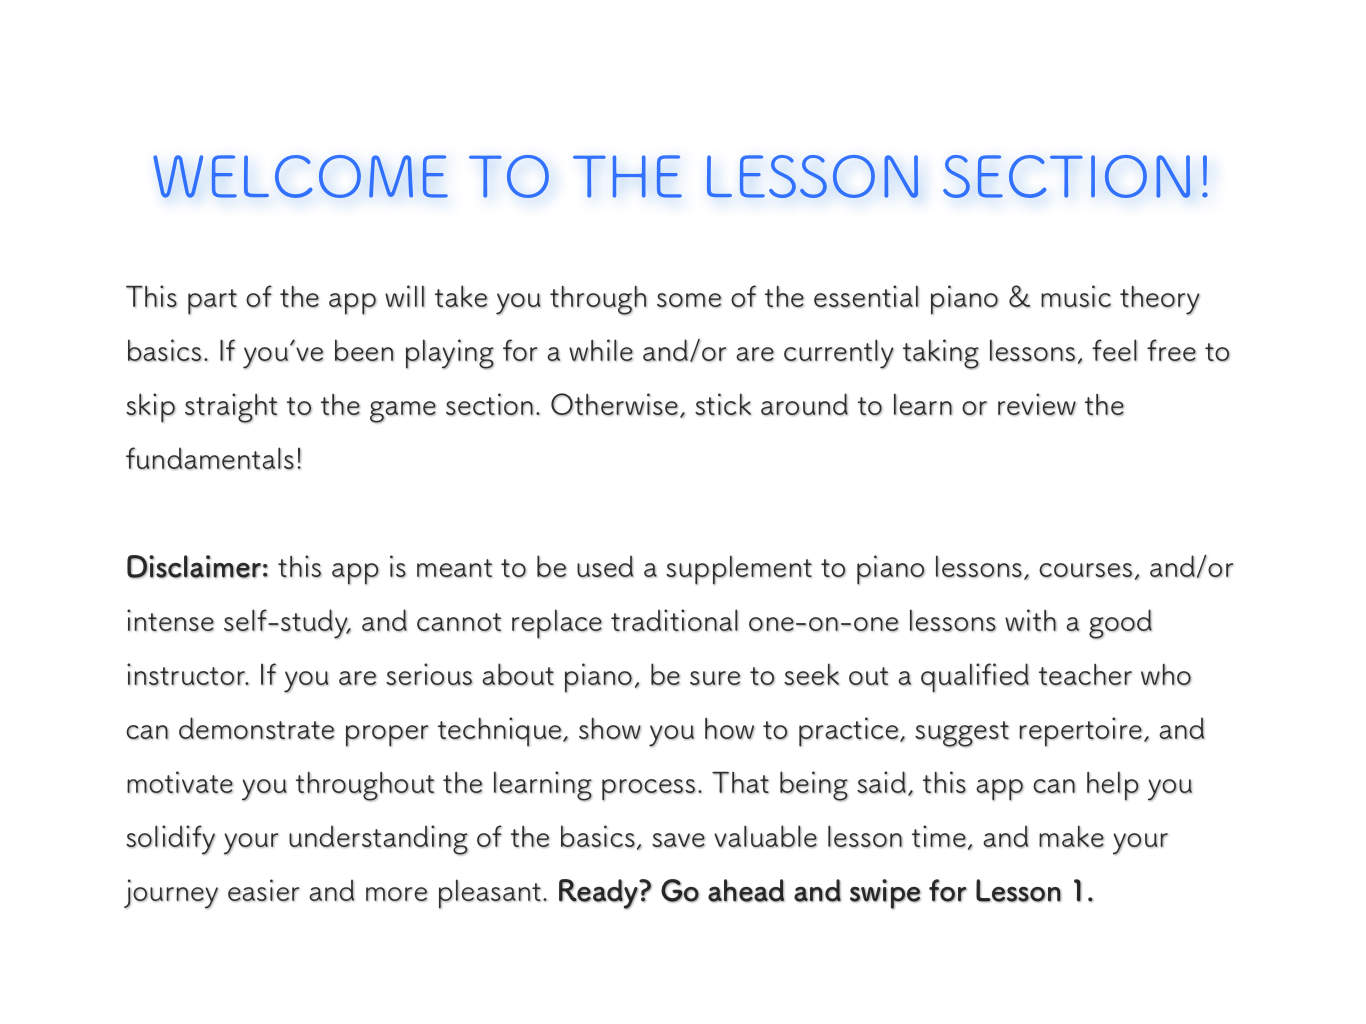 WELCOME TO THE LESSON SECTION!
This part of the app will take you through some of the essential piano & music theory
basics. If you´ve been playing for a while and/or are currently taking lessons, feel free to
skip straight to the game section. Otherwise, stick around to learn or review the
fundamentals!
Disclaimer: this app is meant to be used a supplement to piano lessons, courses, and/or
intense self-study, and cannot replace traditional one-on-one lessons with a good
instructor. If you are serious about piano, be sure to seek out a qualified teacher who
can demonstrate proper technique, show you how to practice, suggest repertoire, and
motivate you throughout the learning process. That being said, this app can help you
solidify your understanding of the basics, save valuable lesson time, and make your
journey easier and more pleasant. Ready? Go ahead and swipe for Lesson 1.